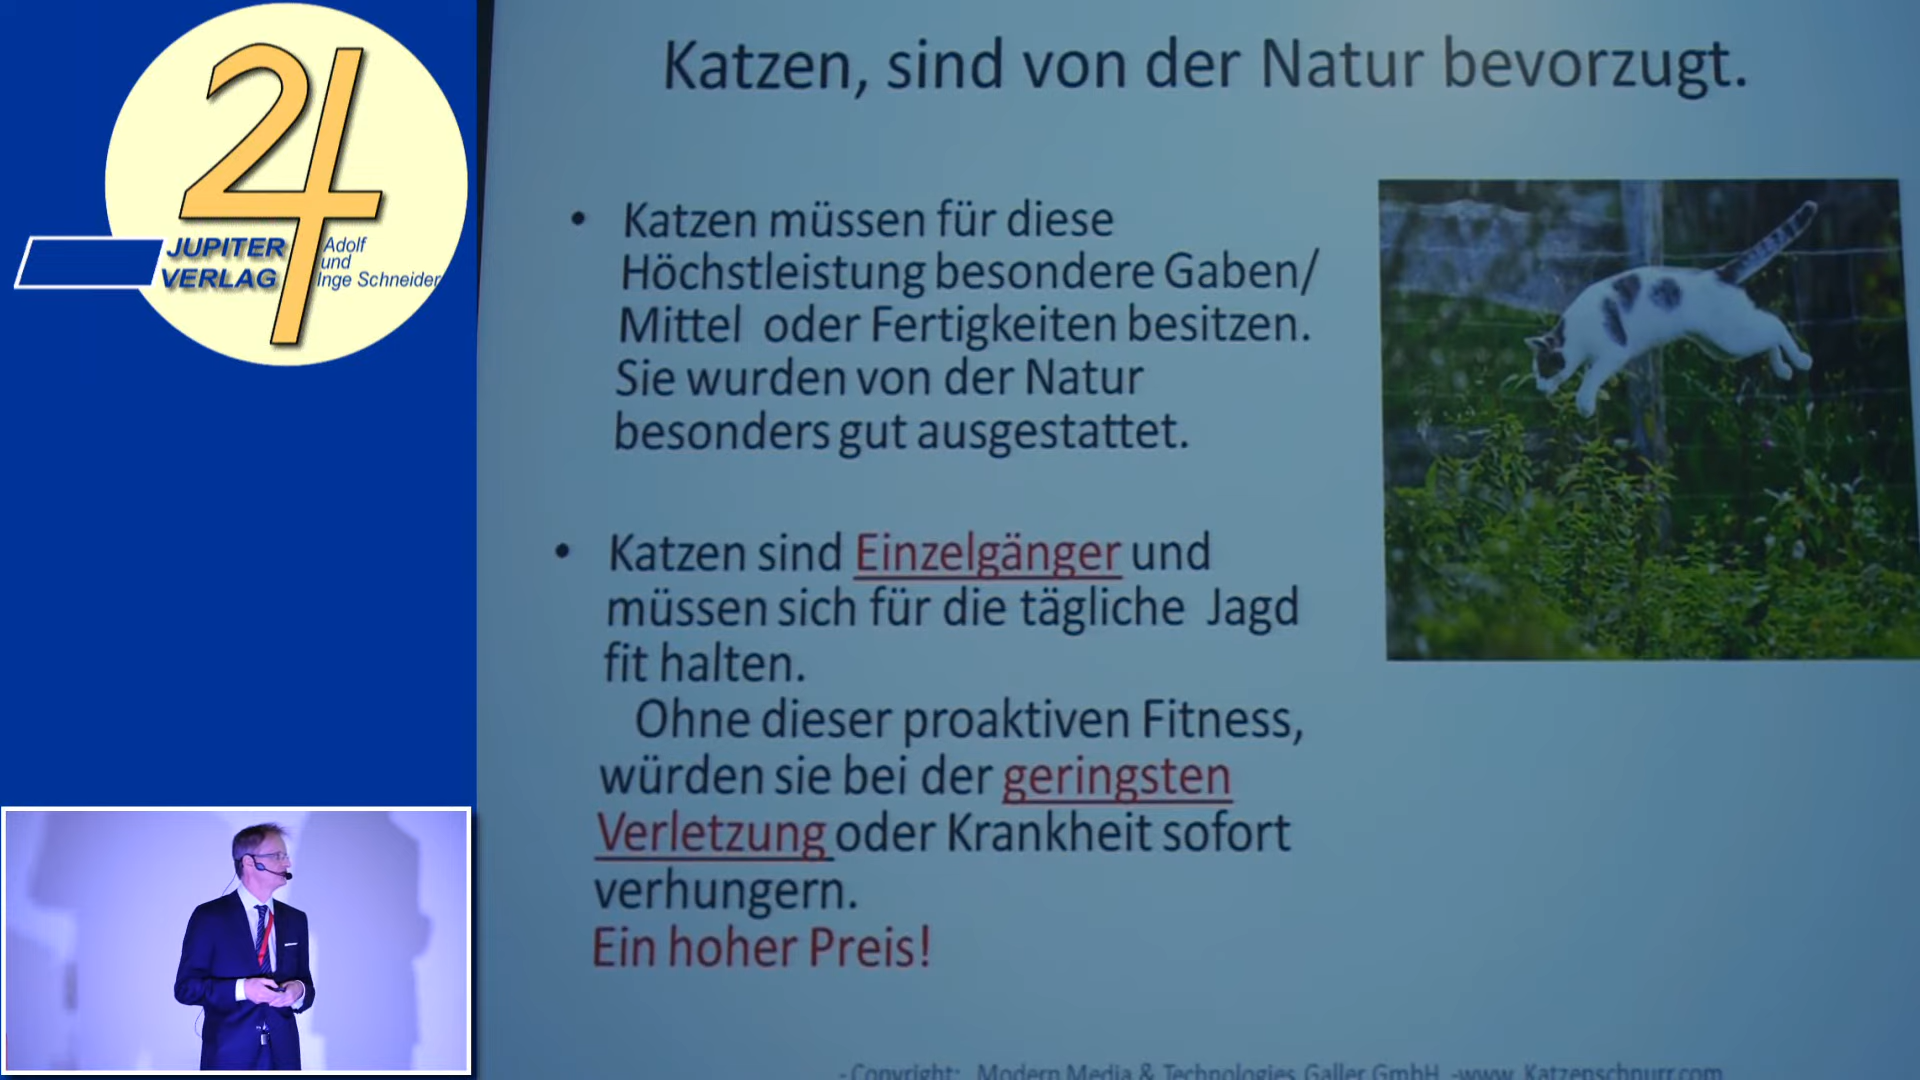 24
JUPITER
VERLAG
Adolf
und
Inge Schneider
Katzen, sind von der Natur bevorzugt.
• Katzen müssen für diese
Höchstleistung besondere Gaben/
Mittel oder Fertigkeiten besitzen.
Sie wurden von der Natur
besonders gut ausgestattet.
• Katzen sind Einzelgänger und
müssen sich für die tägliche Jagd
fit halten.
Ohne dieser proaktiven Fitness,
würden sie bei der geringsten
Verletzung oder Krankheit sofort
verhungern.
Ein hoher Preis!
- Copyright: Modern Media & Technologies Galler GmbH -www. Katzenschnurr.com